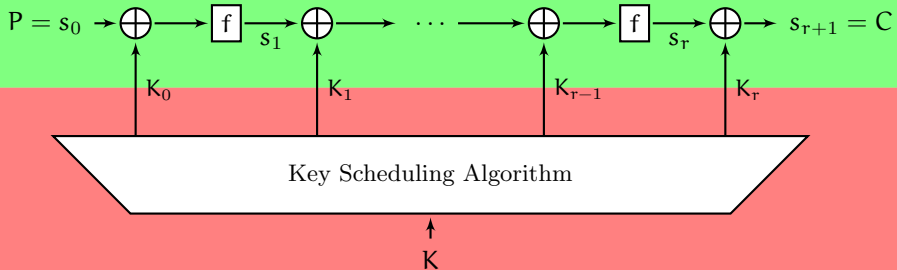 P = s₀ f s₁ ⋯ f sᵣ sᵣ₊₁ = C
K₀ K₁ Kᵣ₋₁ Kᵣ
Key Scheduling Algorithm
K